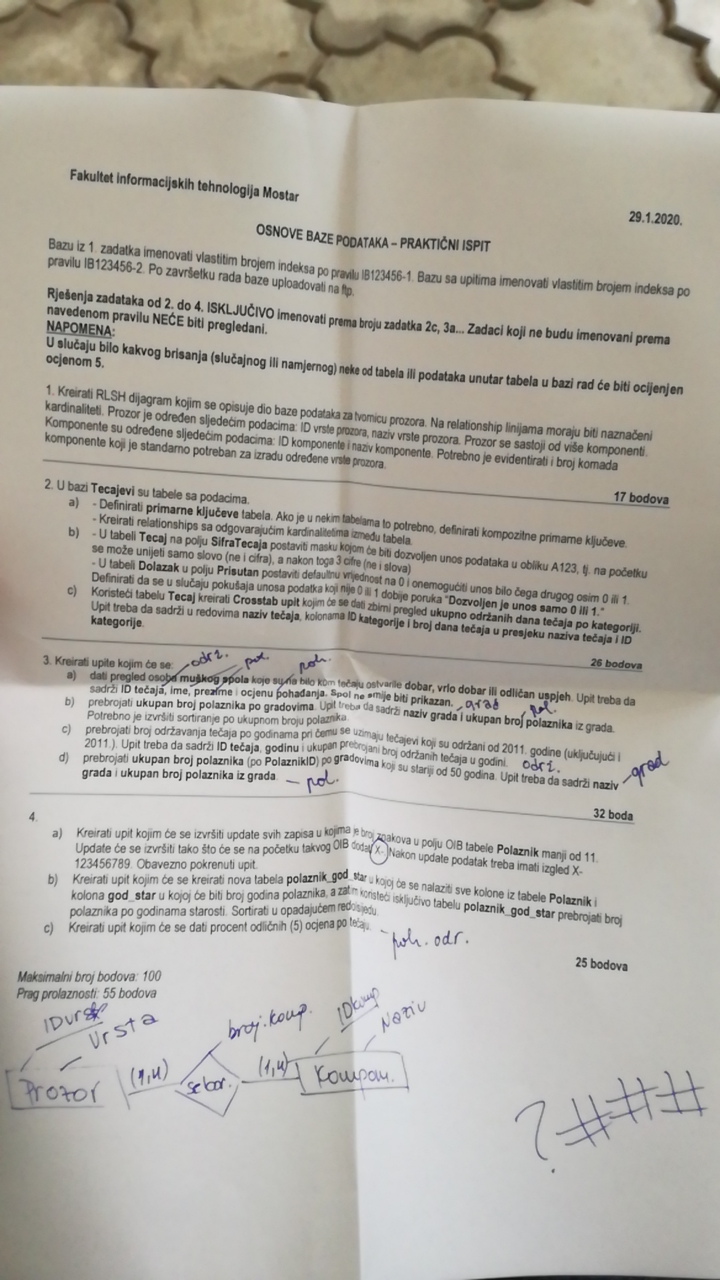 Fakultet informacijskih tehnologija Mostar
29.1.2020.
OSNOVE BAZE PODATAKA – PRAKTIČNI ISPIT
Bazu iz 1. zadatka imenovati vlastitim brojem indeksa po pravilu IB123456-1. Bazu sa upitima imenovati vlastitim brojem indeksa po
pravilu IB123456-2. Po završetku rada baze uploadovati na ftp.
Rješenja zadataka od 2. do 4. ISKLJUČIVO imenovati prema broju zadatka 2c, 3a... Zadaci koji ne budu imenovani prema
navedenom pravilu NEĆE biti pregledani.
NAPOMENA:
U slučaju bilo kakvog brisanja (slučajnog ili namjernog) neke od tabela ili podataka unutar tabela u bazi rad će biti ocijenjen
ocjenom 5.
1. Kreirati RLSH dijagram kojim se opisuje dio baze podataka za tvornicu prozora. Na relationship linijama moraju biti naznačeni
kardinaliteti. Prozor je određen sljedećim podacima: ID vrste prozora, naziv vrste prozora. Prozor se sastoji od više komponenti.
Komponente su određene sljedećim podacima: ID komponente i naziv komponente. Potrebno je evidentirati i broj komada
komponente koji je standarno potreban za izradu određene vrste prozora.
17 bodova
2. U bazi Tecajevi su tabele sa podacima.
a) - Definirati primarne ključeve tabela. Ako je u nekim tabelama to potrebno, definirati kompozitne primarne ključeve.
- Kreirati relationships sa odgovarajućim kardinalitetima između tabela.
b) - U tabeli Tecaj na polju SifraTecaja postaviti masku kojom će biti dozvoljen unos podataka u obliku A123, tj. na početku
se može unijeti samo slovo (ne i cifra), a nakon toga 3 cifre (ne i slova)
- U tabeli Dolazak u polju Prisutan postaviti defaultnu vrijednost na 0 i onemogućiti unos bilo čega drugog osim 0 ili 1.
Definirati da se u slučaju pokušaja unosa podatka koji nije 0 ili 1 dobije poruka "Dozvoljen je unos samo 0 ili 1."
c) Koristeći tabelu Tecaj kreirati Crosstab upit kojim će se dati zbirni pregled ukupno održanih dana tečaja po kategoriji.
Upit treba da sadrži u redovima naziv tečaja, kolonama ID kategorije i broj dana tečaja u presjeku naziva tečaja i ID
kategorije.
26 bodova
3. Kreirati upite kojim će se: održ. pol. poh.
a) dati pregled osoba muškog spola koje su na bilo kom tečaju ostvarile dobar, vrlo dobar ili odličan uspjeh. Upit treba da
sadrži ID tečaja, ime, prezime i ocjenu pohađanja. Spol ne smije biti prikazan. grad pol.
b) prebrojati ukupan broj polaznika po gradovima. Upit treba da sadrži naziv grada i ukupan broj polaznika iz grada.
Potrebno je izvršiti sortiranje po ukupnom broju polaznika.
c) prebrojati broj održavanja tečaja po godinama pri čemu se uzimaju tečajevi koji su održani od 2011. godine (uključujući i
2011.). Upit treba da sadrži ID tečaja, godinu i ukupan prebrojani broj održanih tečaja u godini. održ.
d) prebrojati ukupan broj polaznika (po PolaznikID) po gradovima koji su stariji od 50 godina. Upit treba da sadrži naziv grad
grada i ukupan broj polaznika iz grada. – pol.
32 boda
4.
a) Kreirati upit kojim će se izvršiti update svih zapisa u kojima je broj znakova u polju OIB tabele Polaznik manji od 11.
Update će se izvršiti tako što će se na početku takvog OIB dodati X-. Nakon update podatak treba imati izgled X-
123456789. Obavezno pokrenuti upit.
b) Kreirati upit kojim će se kreirati nova tabela polaznik_god_star u kojoj će se nalaziti sve kolone iz tabele Polaznik i
kolona god_star u kojoj će biti broj godina polaznika, a zatim koristeći isključivo tabelu polaznik_god_star prebrojati broj
polaznika po godinama starosti. Sortirati u opadajućem redoslijedu.
c) Kreirati upit kojim će se dati procent odličnih (5) ocjena po tečaju. – poh. odr.
25 bodova
Maksimalni broj bodova: 100
Prag prolaznosti: 55 bodova
IDvrst
Vrsta
broj.komp.
IDkomp
Naziv
Prozor (1,M) (1,M) Kompon.
? ###